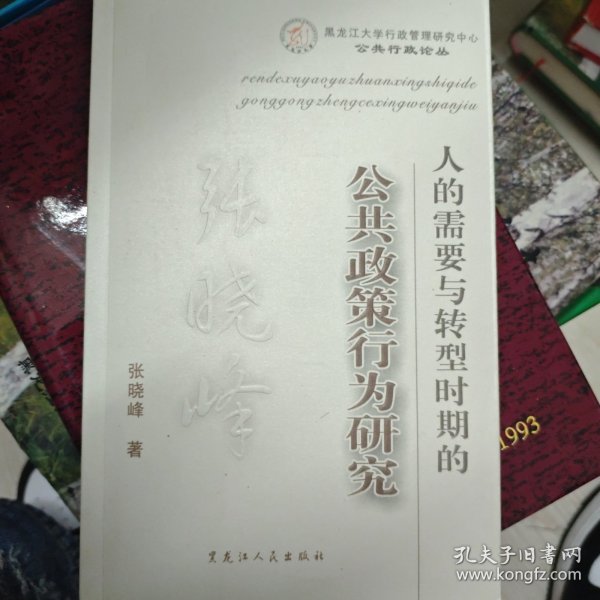 黑龙江大学行政管理研究中心
公共行政论丛
rendexuyaoyuzhuanxingshiqide
gonggongzhengcexingweiyanjiu
人的需要与转型时期的
公共政策行为研究
张晓峰
张晓峰 著
黑龙江人民出版社
1993
孔夫子旧书网
www.kongfz.com